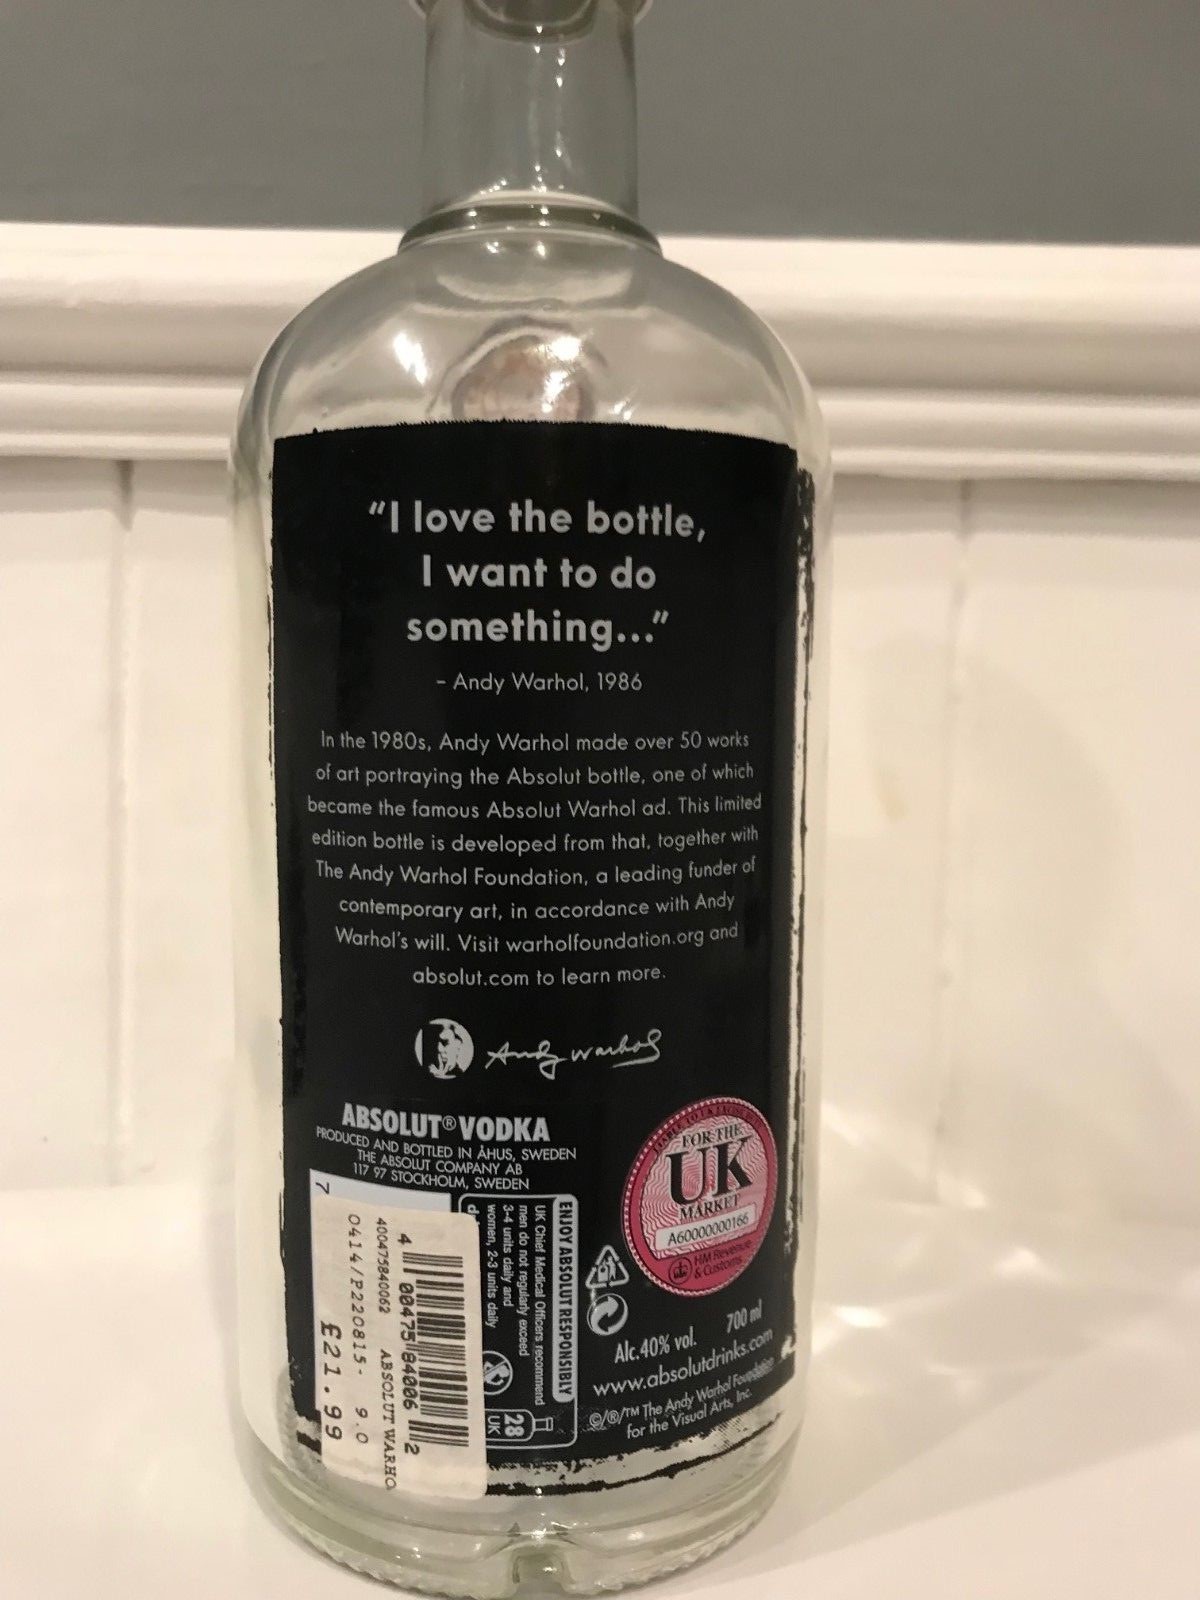 “I love the bottle,
I want to do
something...”
– Andy Warhol, 1986
In the 1980s, Andy Warhol made over 50 works
of art portraying the Absolut bottle, one of which
became the famous Absolut Warhol ad. This limited
edition bottle is developed from that, together with
The Andy Warhol Foundation, a leading funder of
contemporary art, in accordance with Andy
Warhol's will. Visit warholfoundation.org and
absolut.com to learn more.
Andy Warhol
ABSOLUT® VODKA
PRODUCED AND BOTTLED IN ÅHUS, SWEDEN
THE ABSOLUT COMPANY AB
117 97 STOCKHOLM, SWEDEN
FOR THE
UK
MARKET
A60000000166
HM Revenue
& Customs
7
4 00475 84006 2
400475840062 ABSOLUT WARHO
0414/P220815- 9.0
£21.99
ENJOY ABSOLUT RESPONSIBLY
UK Chief Medical Officers recommend
men do not regularly exceed
3-4 units daily and
women, 2-3 units daily
28
UK
Alc.40% vol. 700 ml
www.absolutdrinks.com
©/®/™ The Andy Warhol Foundation
for the Visual Arts, Inc.